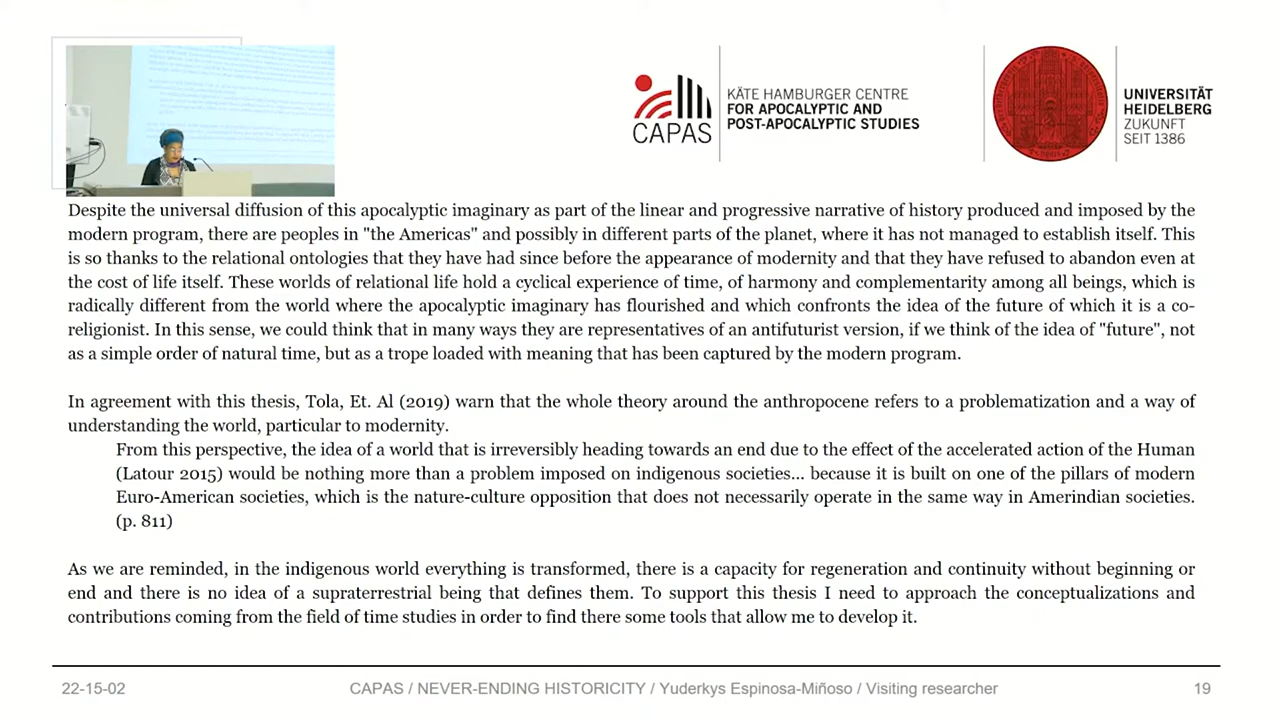 CAPAS
KÄTE HAMBURGER CENTRE
FOR APOCALYPTIC AND
POST-APOCALYPTIC STUDIES
UNIVERSITÄT
HEIDELBERG
ZUKUNFT
SEIT 1386
Despite the universal diffusion of this apocalyptic imaginary as part of the linear and progressive narrative of history produced and imposed by the
modern program, there are peoples in "the Americas" and possibly in different parts of the planet, where it has not managed to establish itself. This
is so thanks to the relational ontologies that they have had since before the appearance of modernity and that they have refused to abandon even at
the cost of life itself. These worlds of relational life hold a cyclical experience of time, of harmony and complementarity among all beings, which is
radically different from the world where the apocalyptic imaginary has flourished and which confronts the idea of the future of which it is a co-
religionist. In this sense, we could think that in many ways they are representatives of an antifuturist version, if we think of the idea of "future", not
as a simple order of natural time, but as a trope loaded with meaning that has been captured by the modern program.
In agreement with this thesis, Tola, Et. Al (2019) warn that the whole theory around the anthropocene refers to a problematization and a way of
understanding the world, particular to modernity.
From this perspective, the idea of a world that is irreversibly heading towards an end due to the effect of the accelerated action of the Human
(Latour 2015) would be nothing more than a problem imposed on indigenous societies... because it is built on one of the pillars of modern
Euro-American societies, which is the nature-culture opposition that does not necessarily operate in the same way in Amerindian societies.
(p. 811)
As we are reminded, in the indigenous world everything is transformed, there is a capacity for regeneration and continuity without beginning or
end and there is no idea of a supraterrestrial being that defines them. To support this thesis I need to approach the conceptualizations and
contributions coming from the field of time studies in order to find there some tools that allow me to develop it.
22-15-02
CAPAS / NEVER-ENDING HISTORICITY / Yuderkys Espinosa-Miñoso / Visiting researcher
19